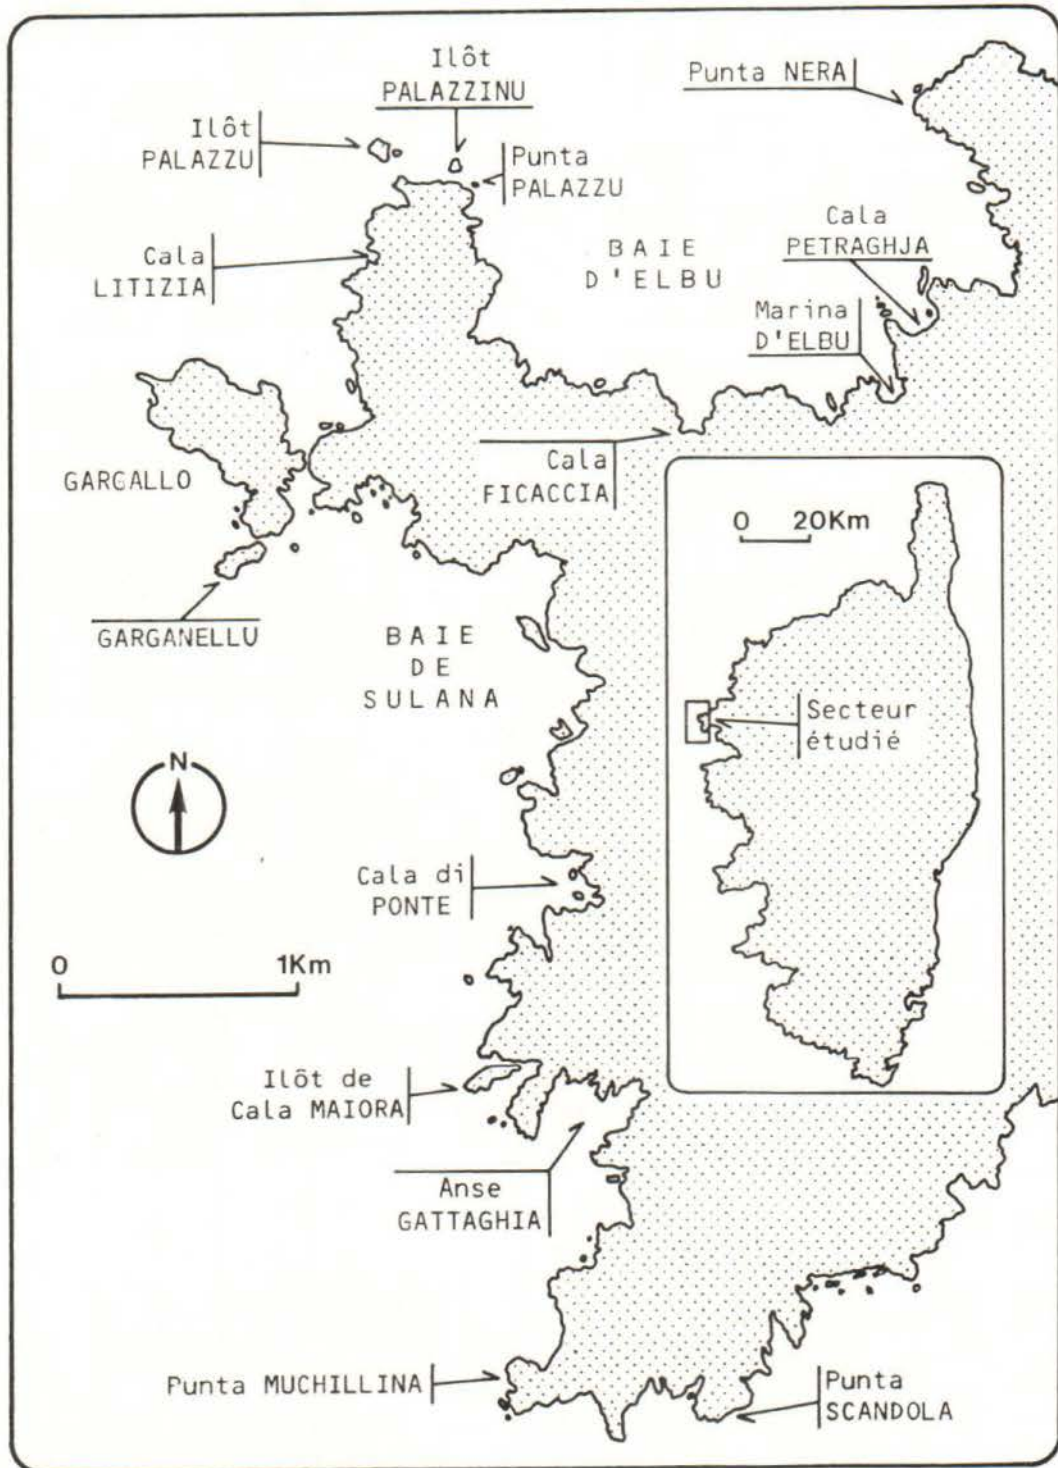 Ilôt
PALAZZINU
Punta NERA
Ilôt
PALAZZU
Punta
PALAZZU
Cala
PETRAGHJA
BAIE
D'ELBU
Cala
LITIZIA
Marina
D'ELBU
GARGALLO
Cala
FICACCIA
0 20Km
GARGANELLU
BAIE
DE
SULANA
Secteur
étudié
N
Cala di
PONTE
0 1Km
Ilôt de
Cala MAIORA
Anse
GATTAGHIA
Punta MUCHILLINA
Punta
SCANDOLA